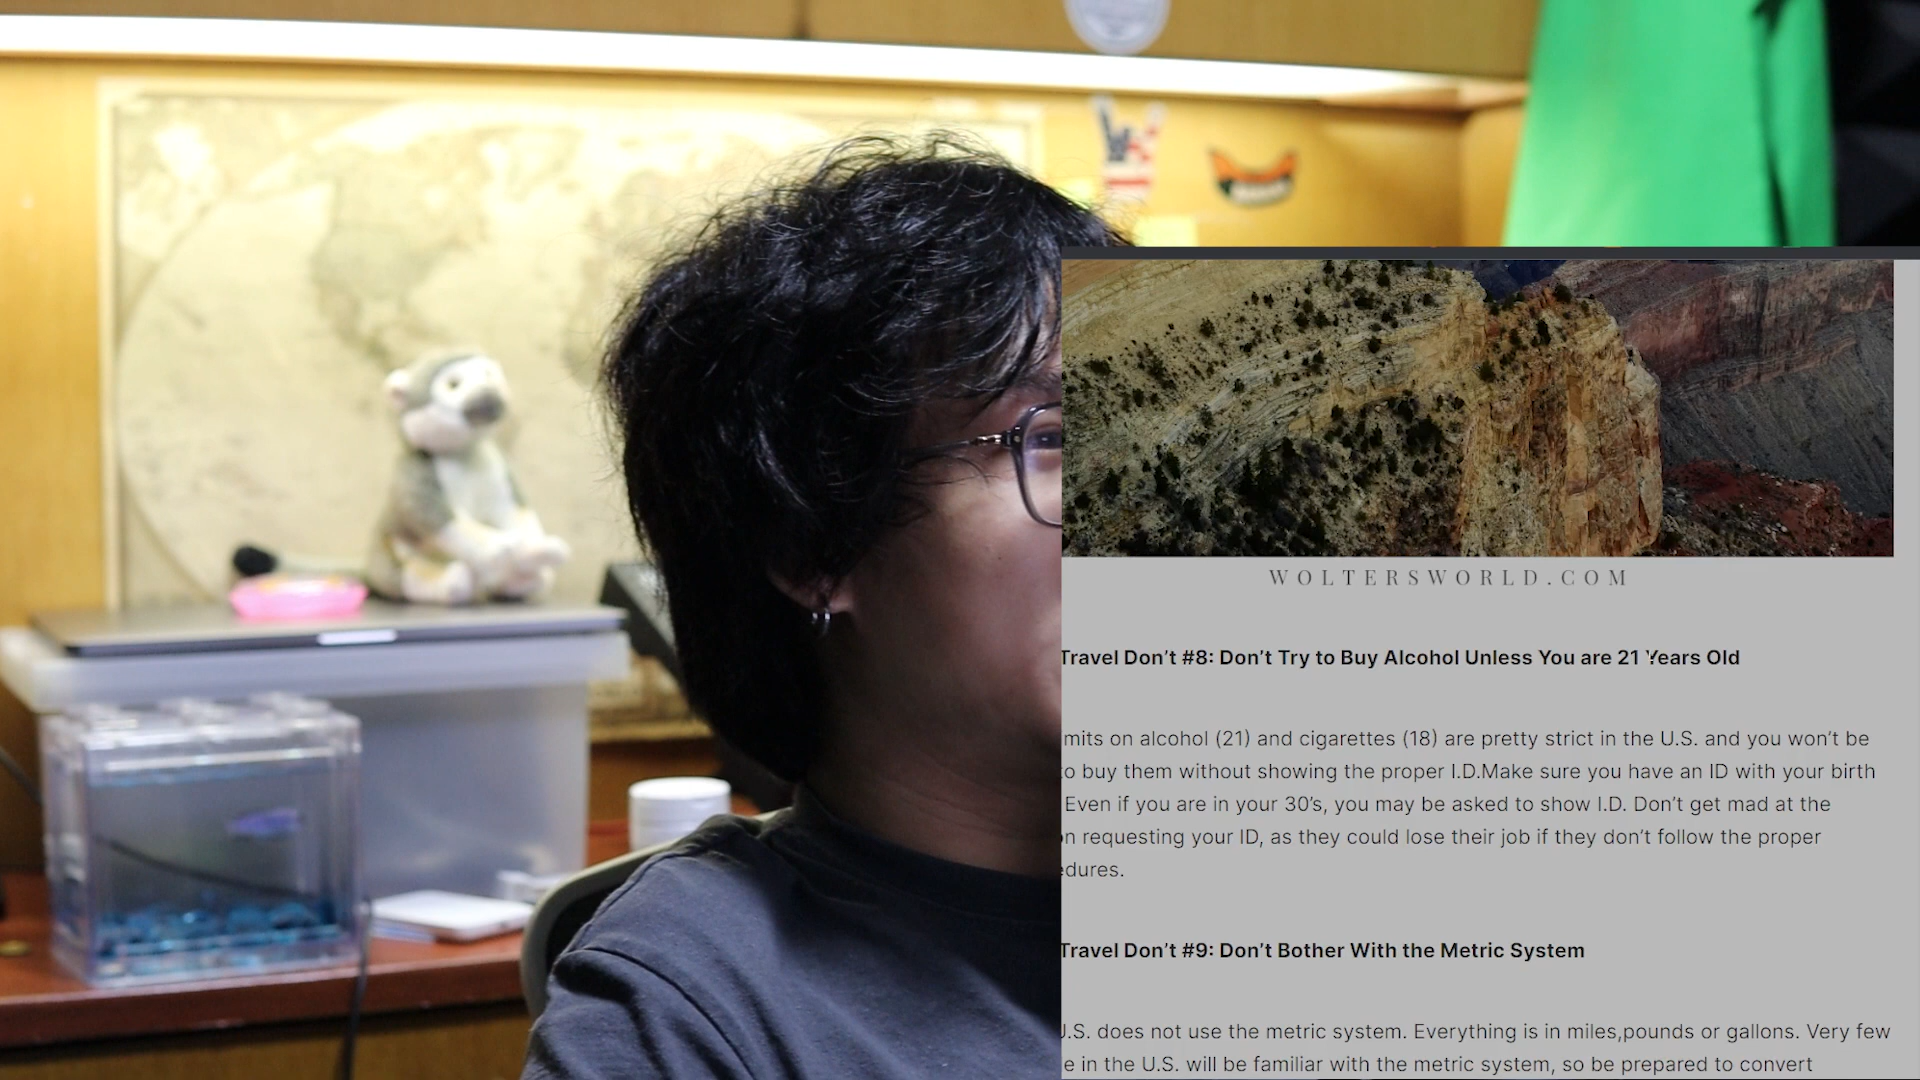 WOLTERSWORLD.COM
Travel Don't #8: Don't Try to Buy Alcohol Unless You are 21 Years Old
mits on alcohol (21) and cigarettes (18) are pretty strict in the U.S. and you won't be
o buy them without showing the proper I.D.Make sure you have an ID with your birth
Even if you are in your 30's, you may be asked to show I.D. Don't get mad at the
n requesting your ID, as they could lose their job if they don't follow the proper
edures.
Travel Don't #9: Don't Bother With the Metric System
U.S. does not use the metric system. Everything is in miles,pounds or gallons. Very few
e in the U.S. will be familiar with the metric system, so be prepared to convert